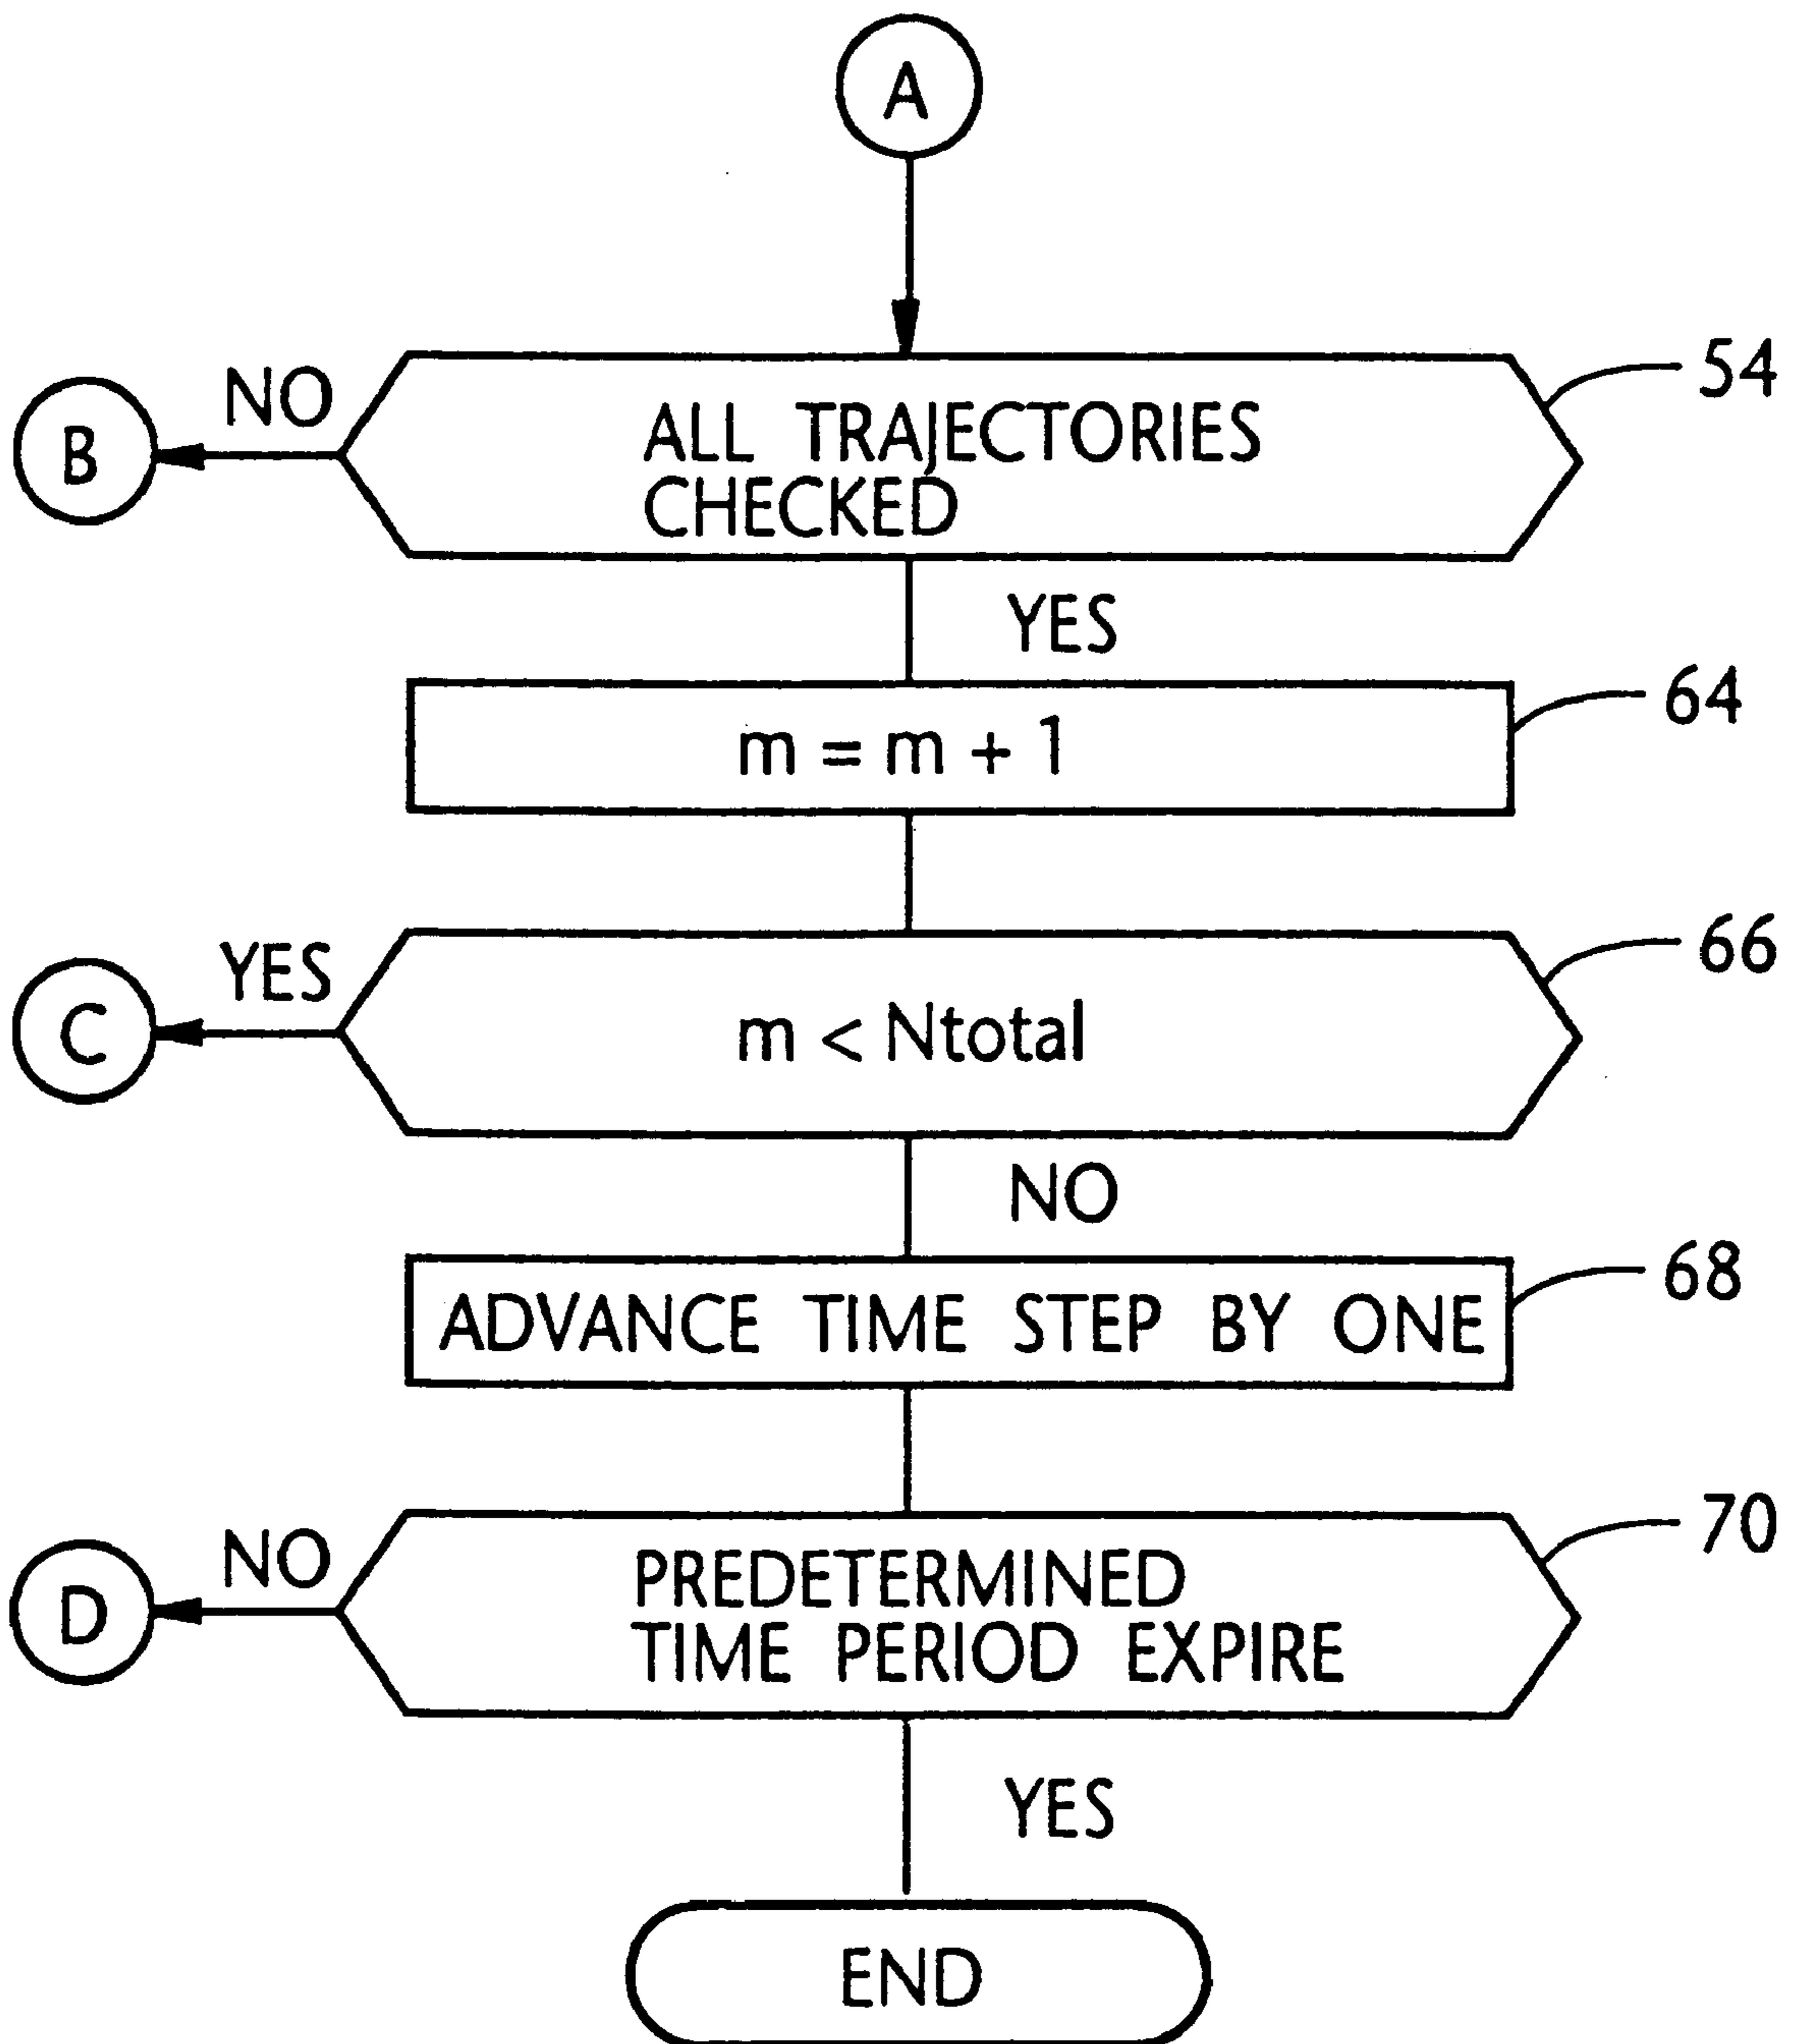 A
54
NO
B
ALL TRAJECTORIES
CHECKED
YES
64
m = m + 1
66
YES
C
m < Ntotal
NO
68
ADVANCE TIME STEP BY ONE
70
NO
D
PREDETERMINED
TIME PERIOD EXPIRE
YES
END